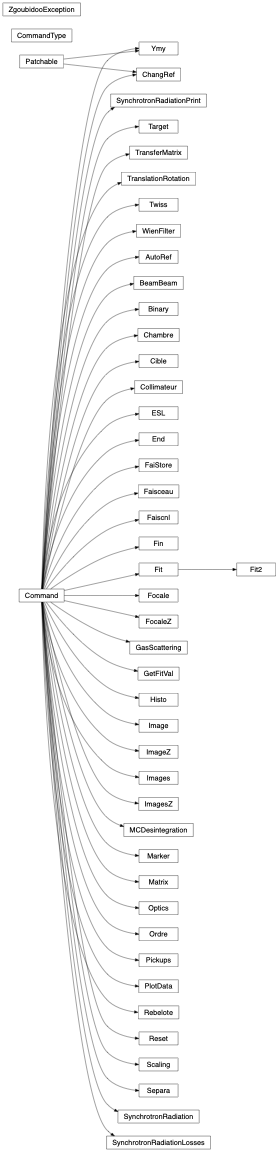 ZgoubidooException
CommandType
Patchable
Ymy
ChangRef
SynchrotronRadiationPrint
Target
TransferMatrix
TranslationRotation
Twiss
WienFilter
AutoRef
BeamBeam
Binary
Chambre
Cible
Collimateur
ESL
End
FaiStore
Faisceau
Faiscnl
Fin
Fit
Fit2
Command
Focale
FocaleZ
GasScattering
GetFitVal
Histo
Image
ImageZ
Images
ImagesZ
MCDesintegration
Marker
Matrix
Optics
Ordre
Pickups
PlotData
Rebelote
Reset
Scaling
Separa
SynchrotronRadiation
SynchrotronRadiationLosses